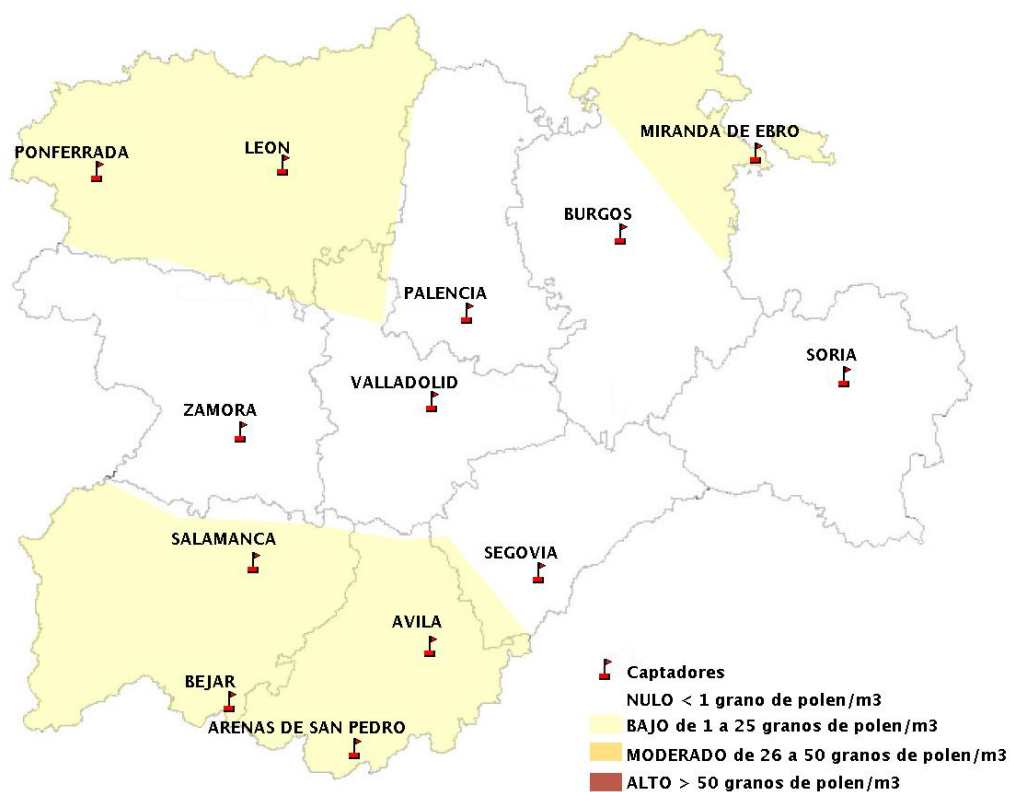 MIRANDA DE EBRO
PONFERRADA
LEON
BURGOS
PALENCIA
SORIA
VALLADOLID
ZAMORA
SALAMANCA
SEGOVIA
AVILA
BEJAR
ARENAS DE SAN PEDRO
Captadores
NULO < 1 grano de polen/m3
BAJO de 1 a 25 granos de polen/m3
MODERADO de 26 a 50 granos de polen/m3
ALTO > 50 granos de polen/m3